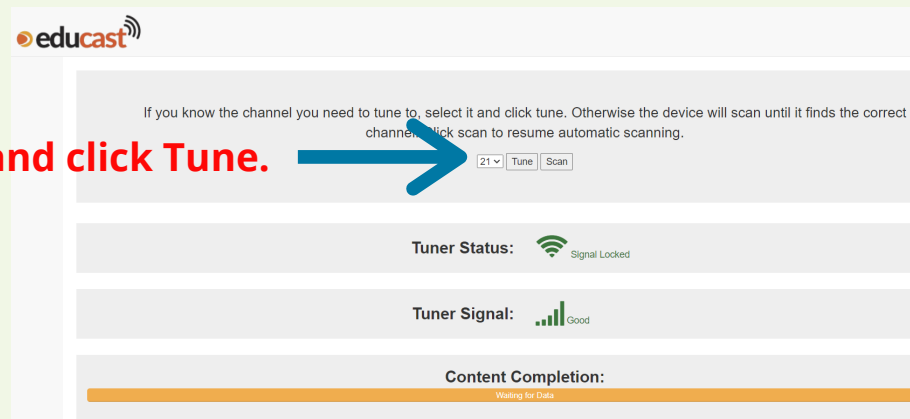 educast
If you know the channel you need to tune to, select it and click tune. Otherwise the device will scan until it finds the correct
channel. Click scan to resume automatic scanning.
and click Tune.
21 Tune Scan
Tuner Status: Signal Locked
Tuner Signal: Good
Content Completion:
Waiting for Data